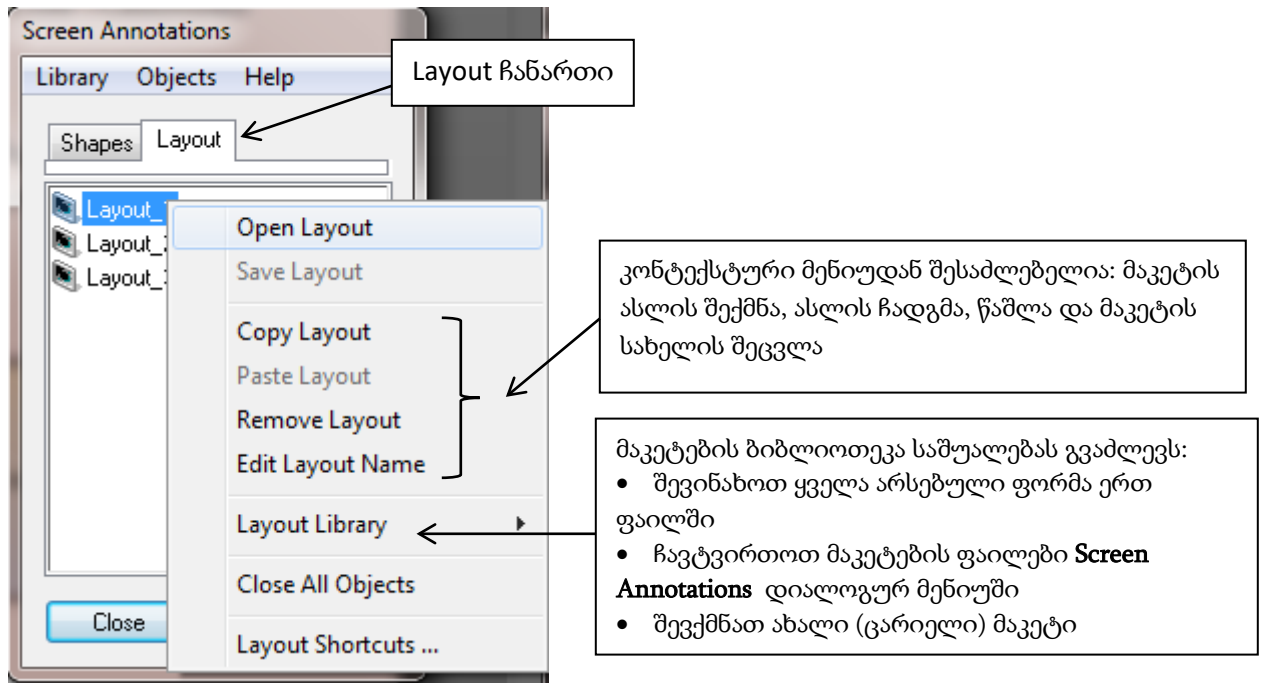 Screen Annotations
Library Objects Help
Layout ჩანართი
Shapes Layout
Layout_
Layout_
Layout_
Open Layout
Save Layout
Copy Layout
Paste Layout
Remove Layout
Edit Layout Name
Layout Library
Close All Objects
Layout Shortcuts ...
Close
კონტექსტური მენიუდან შესაძლებელია: მაკეტის
ასლის შექმნა, ასლის ჩადგმა, წაშლა და მაკეტის
სახელის შეცვლა
მაკეტების ბიბლიოთეკა საშუალებას გვაძლევს:
• შევინახოთ ყველა არსებული ფორმა ერთ
ფაილში
• ჩავტვირთოთ მაკეტების ფაილები Screen
Annotations დიალოგურ მენიუში
• შევქმნათ ახალი (ცარიელი) მაკეტი